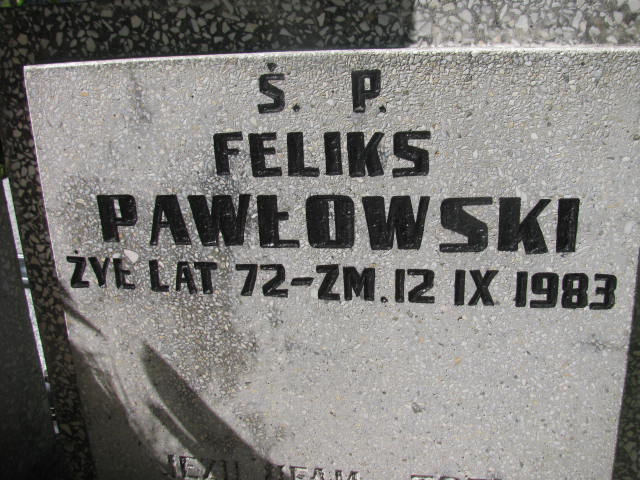 Ś. P.
FELIKS
PAWŁOWSKI
ŻYŁ LAT 72-ZM. 12 IX 1983